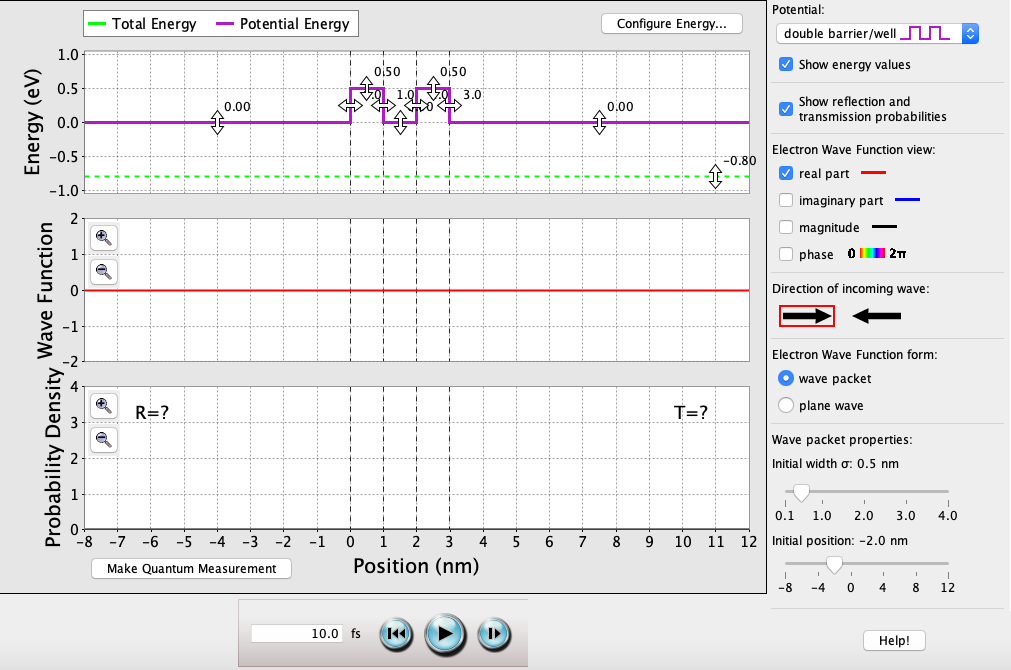 Total Energy
Potential Energy
Configure Energy...
Energy (eV)
1.0
0.5
0.0
−0.5
−1.0
0.00
0.50
0.50
1.0
3.0
0.00
−0.80
Wave Function
2
1
0
−1
−2
Probability Density
4
3
2
1
0
R=?
T=?
−8 −7 −6 −5 −4 −3 −2 −1 0 1 2 3 4 5 6 7 8 9 10 11 12
Position (nm)
Make Quantum Measurement
10.0 fs
Potential:
double barrier/well
Show energy values
Show reflection and
transmission probabilities
Electron Wave Function view:
real part
imaginary part
magnitude
phase 0 2π
Direction of incoming wave:
Electron Wave Function form:
wave packet
plane wave
Wave packet properties:
Initial width σ: 0.5 nm
0.1 1.0 2.0 3.0 4.0
Initial position: −2.0 nm
−8 −4 0 4 8 12
Help!